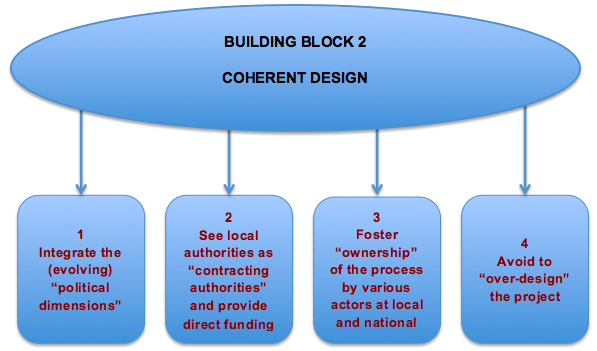 BUILDING BLOCK 2
COHERENT DESIGN
1
Integrate the
(evolving)
“political
dimensions”
2
See local
authorities as
“contracting
authorities”
and provide
direct funding
3
Foster
“ownership”
of the process
by various
actors at local
and national
4
Avoid to
“over-design”
the project